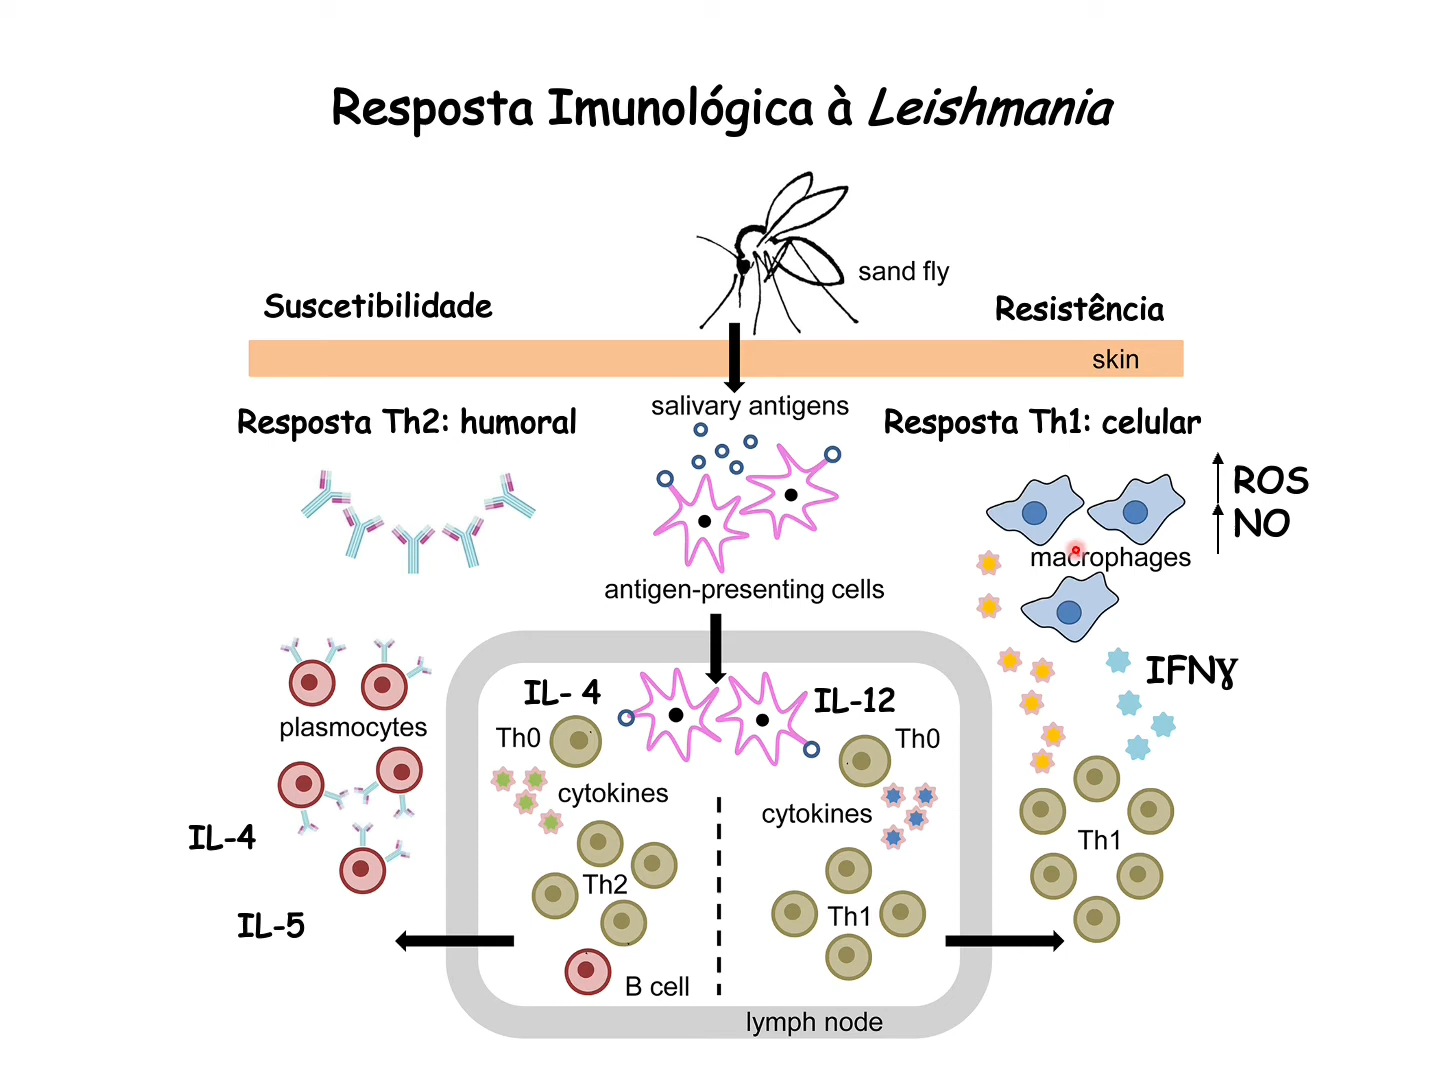 Resposta Imunológica à Leishmania
sand fly
Suscetibilidade
Resistência
skin
salivary antigens
Resposta Th2: humoral
Resposta Th1: celular
ROS
NO
macrophages
antigen-presenting cells
IFNɣ
IL- 4
IL-12
plasmocytes
Th0
Th0
cytokines
cytokines
IL-4
Th1
Th2
Th1
IL-5
B cell
lymph node